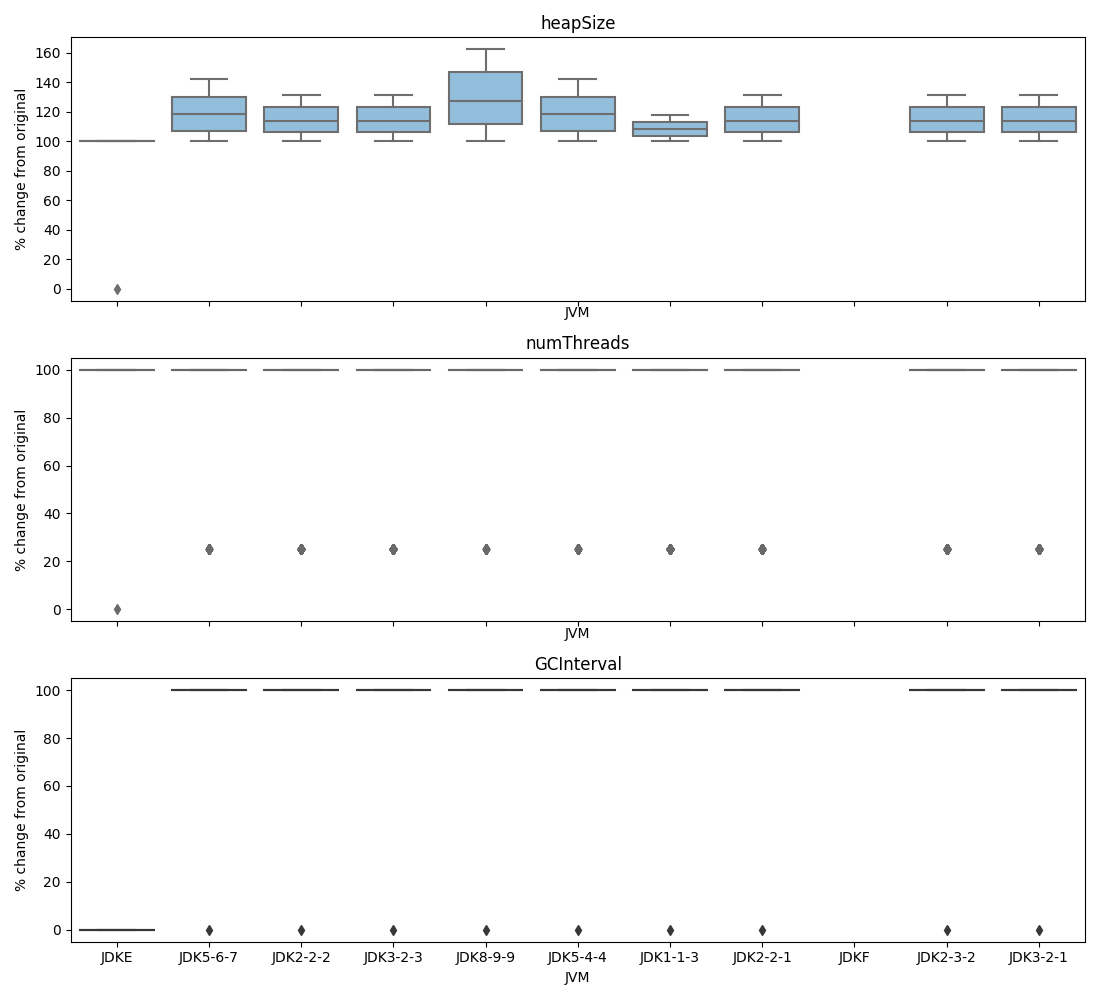 heapSize
% change from original
160
140
120
100
80
60
40
20
0
JVM
numThreads
% change from original
100
80
60
40
20
0
JVM
GCInterval
% change from original
100
80
60
40
20
0
JDKE JDK5-6-7 JDK2-2-2 JDK3-2-3 JDK8-9-9 JDK5-4-4 JDK1-1-3 JDK2-2-1 JDKF JDK2-3-2 JDK3-2-1
JVM